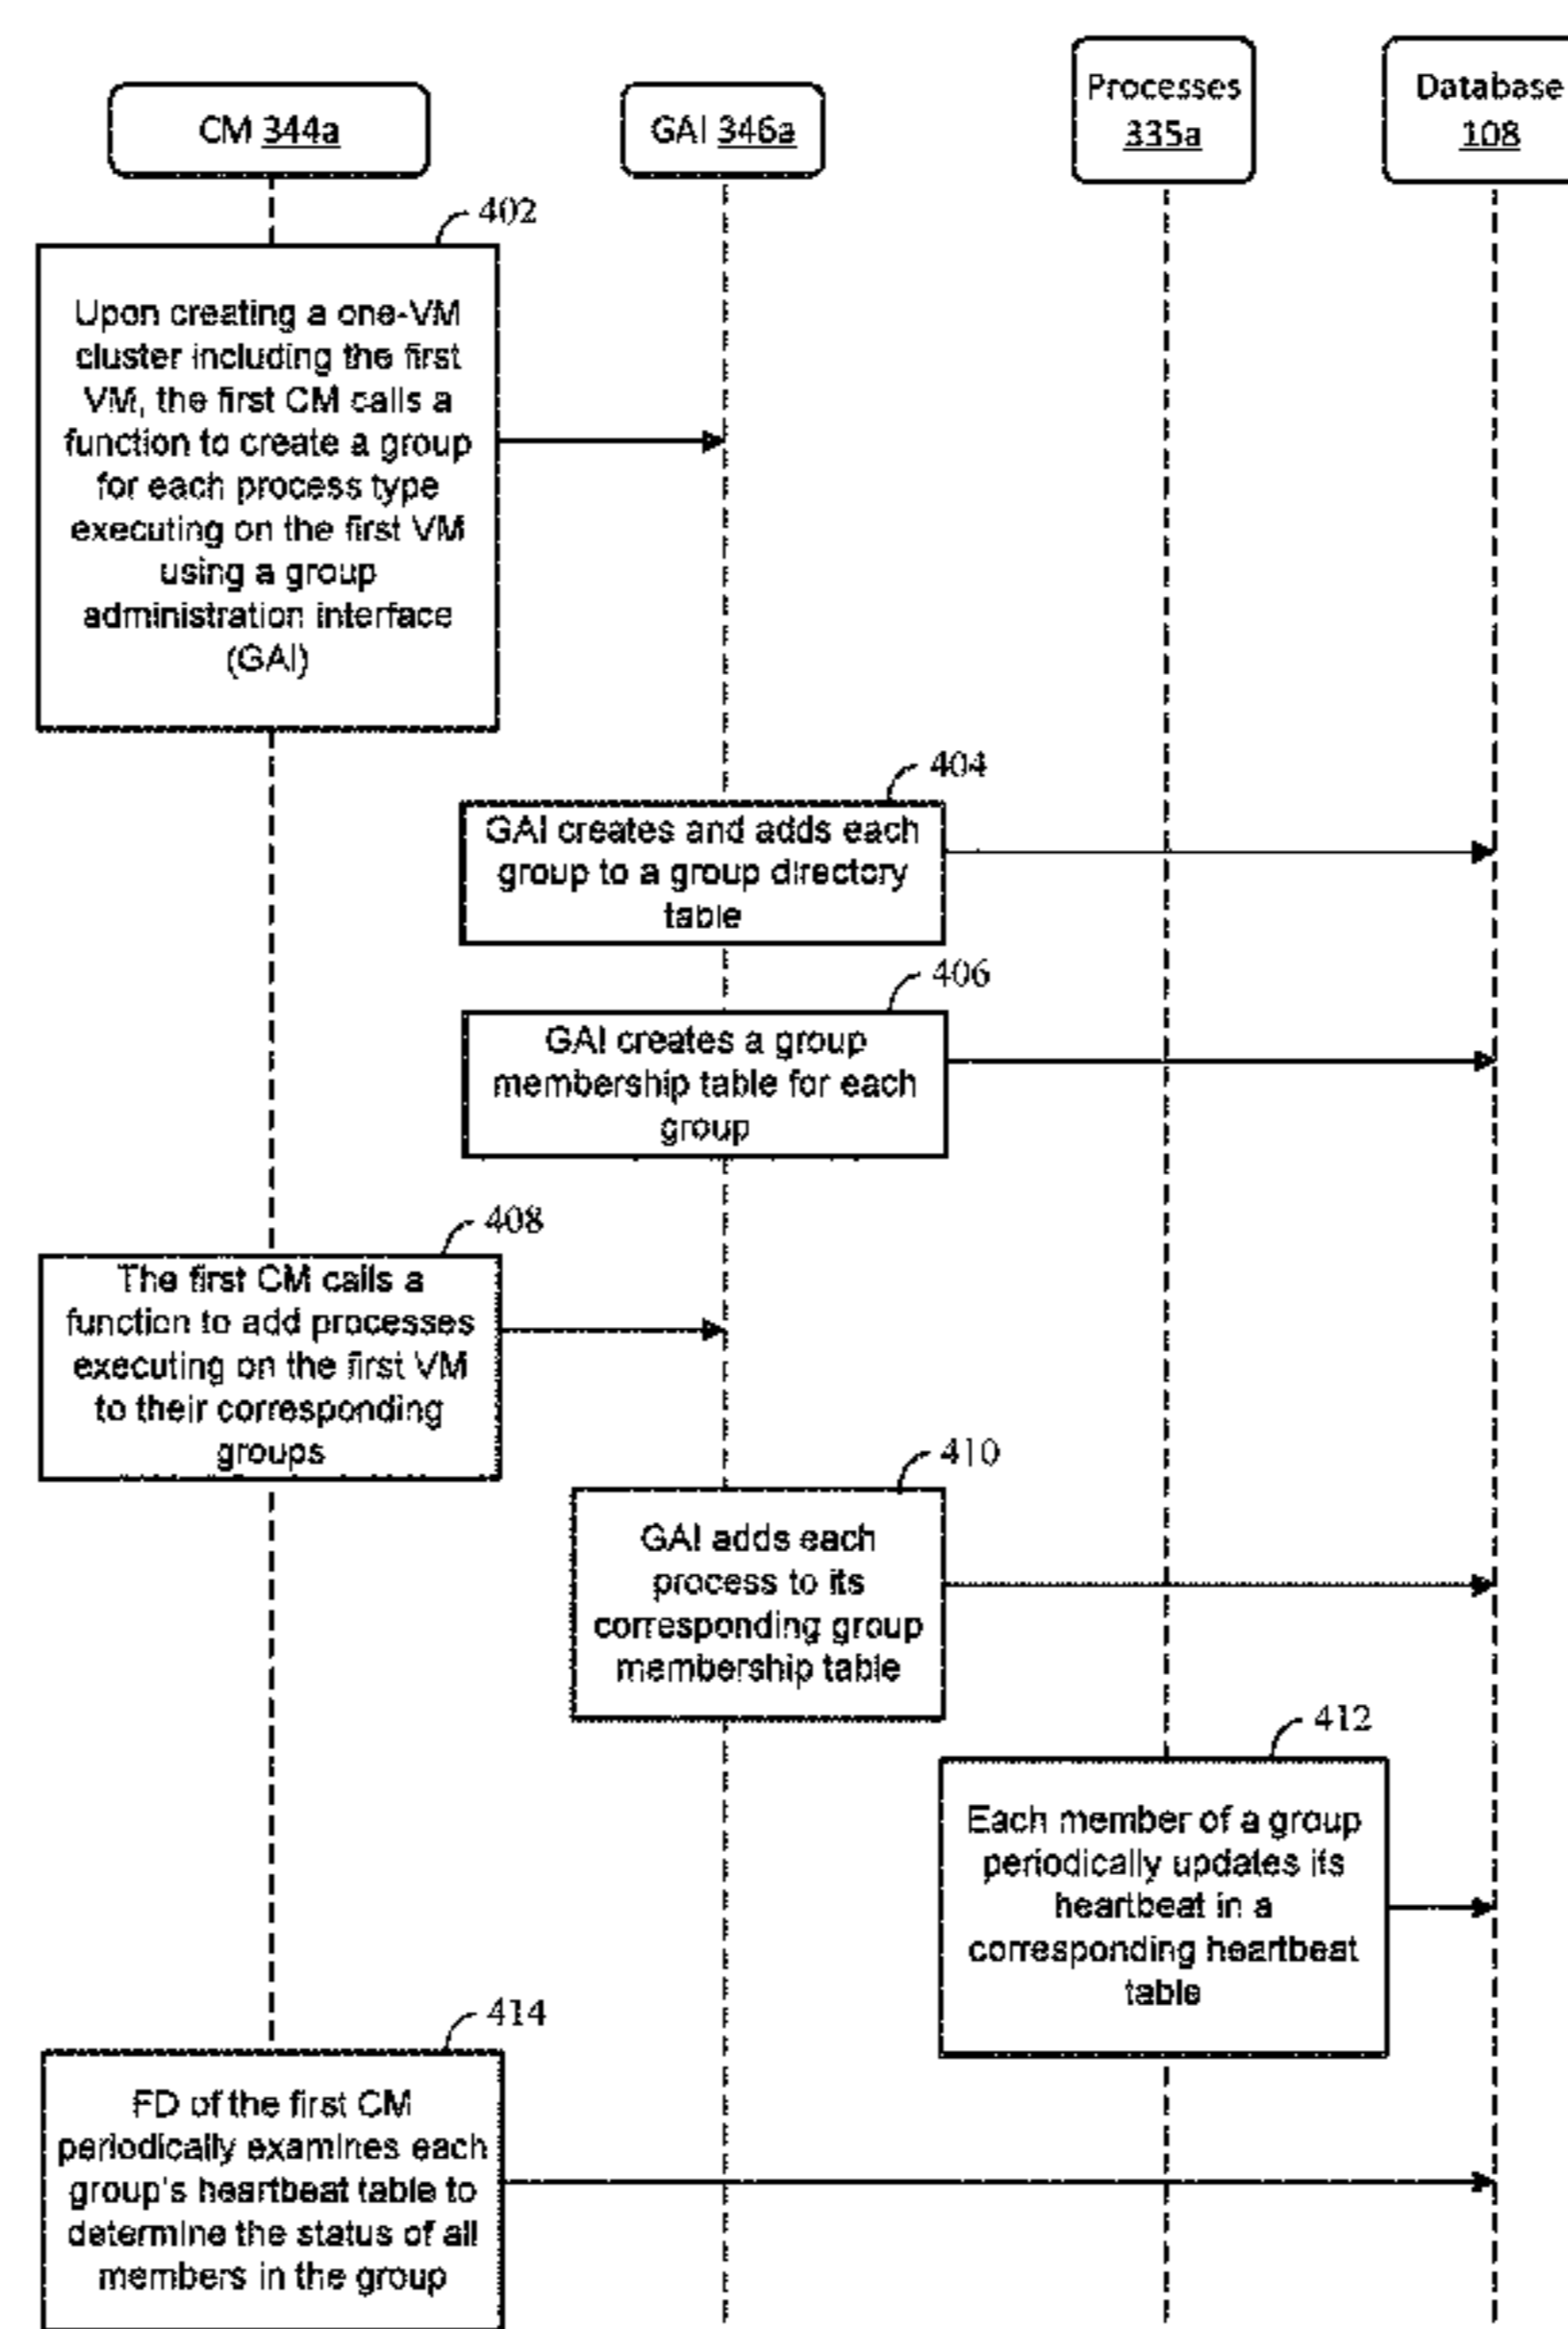 Processes
335a
Database
108
CM 344a
GAI 346a
402
Upon creating a one-VM
cluster including the first
VM, the first CM calls a
function to create a group
for each process type
executing on the first VM
using a group
administration interface
(GAI)
404
GAI creates and adds each
group to a group directory
table
406
GAI creates a group
membership table for each
group
408
The first CM calls a
function to add processes
executing on the first VM
to their corresponding
groups
410
GAI adds each
process to its
corresponding group
membership table
412
Each member of a group
periodically updates its
heartbeat in a
corresponding heartbeat
table
414
FD of the first CM
periodically examines each
group's heartbeat table to
determine the status of all
members in the group